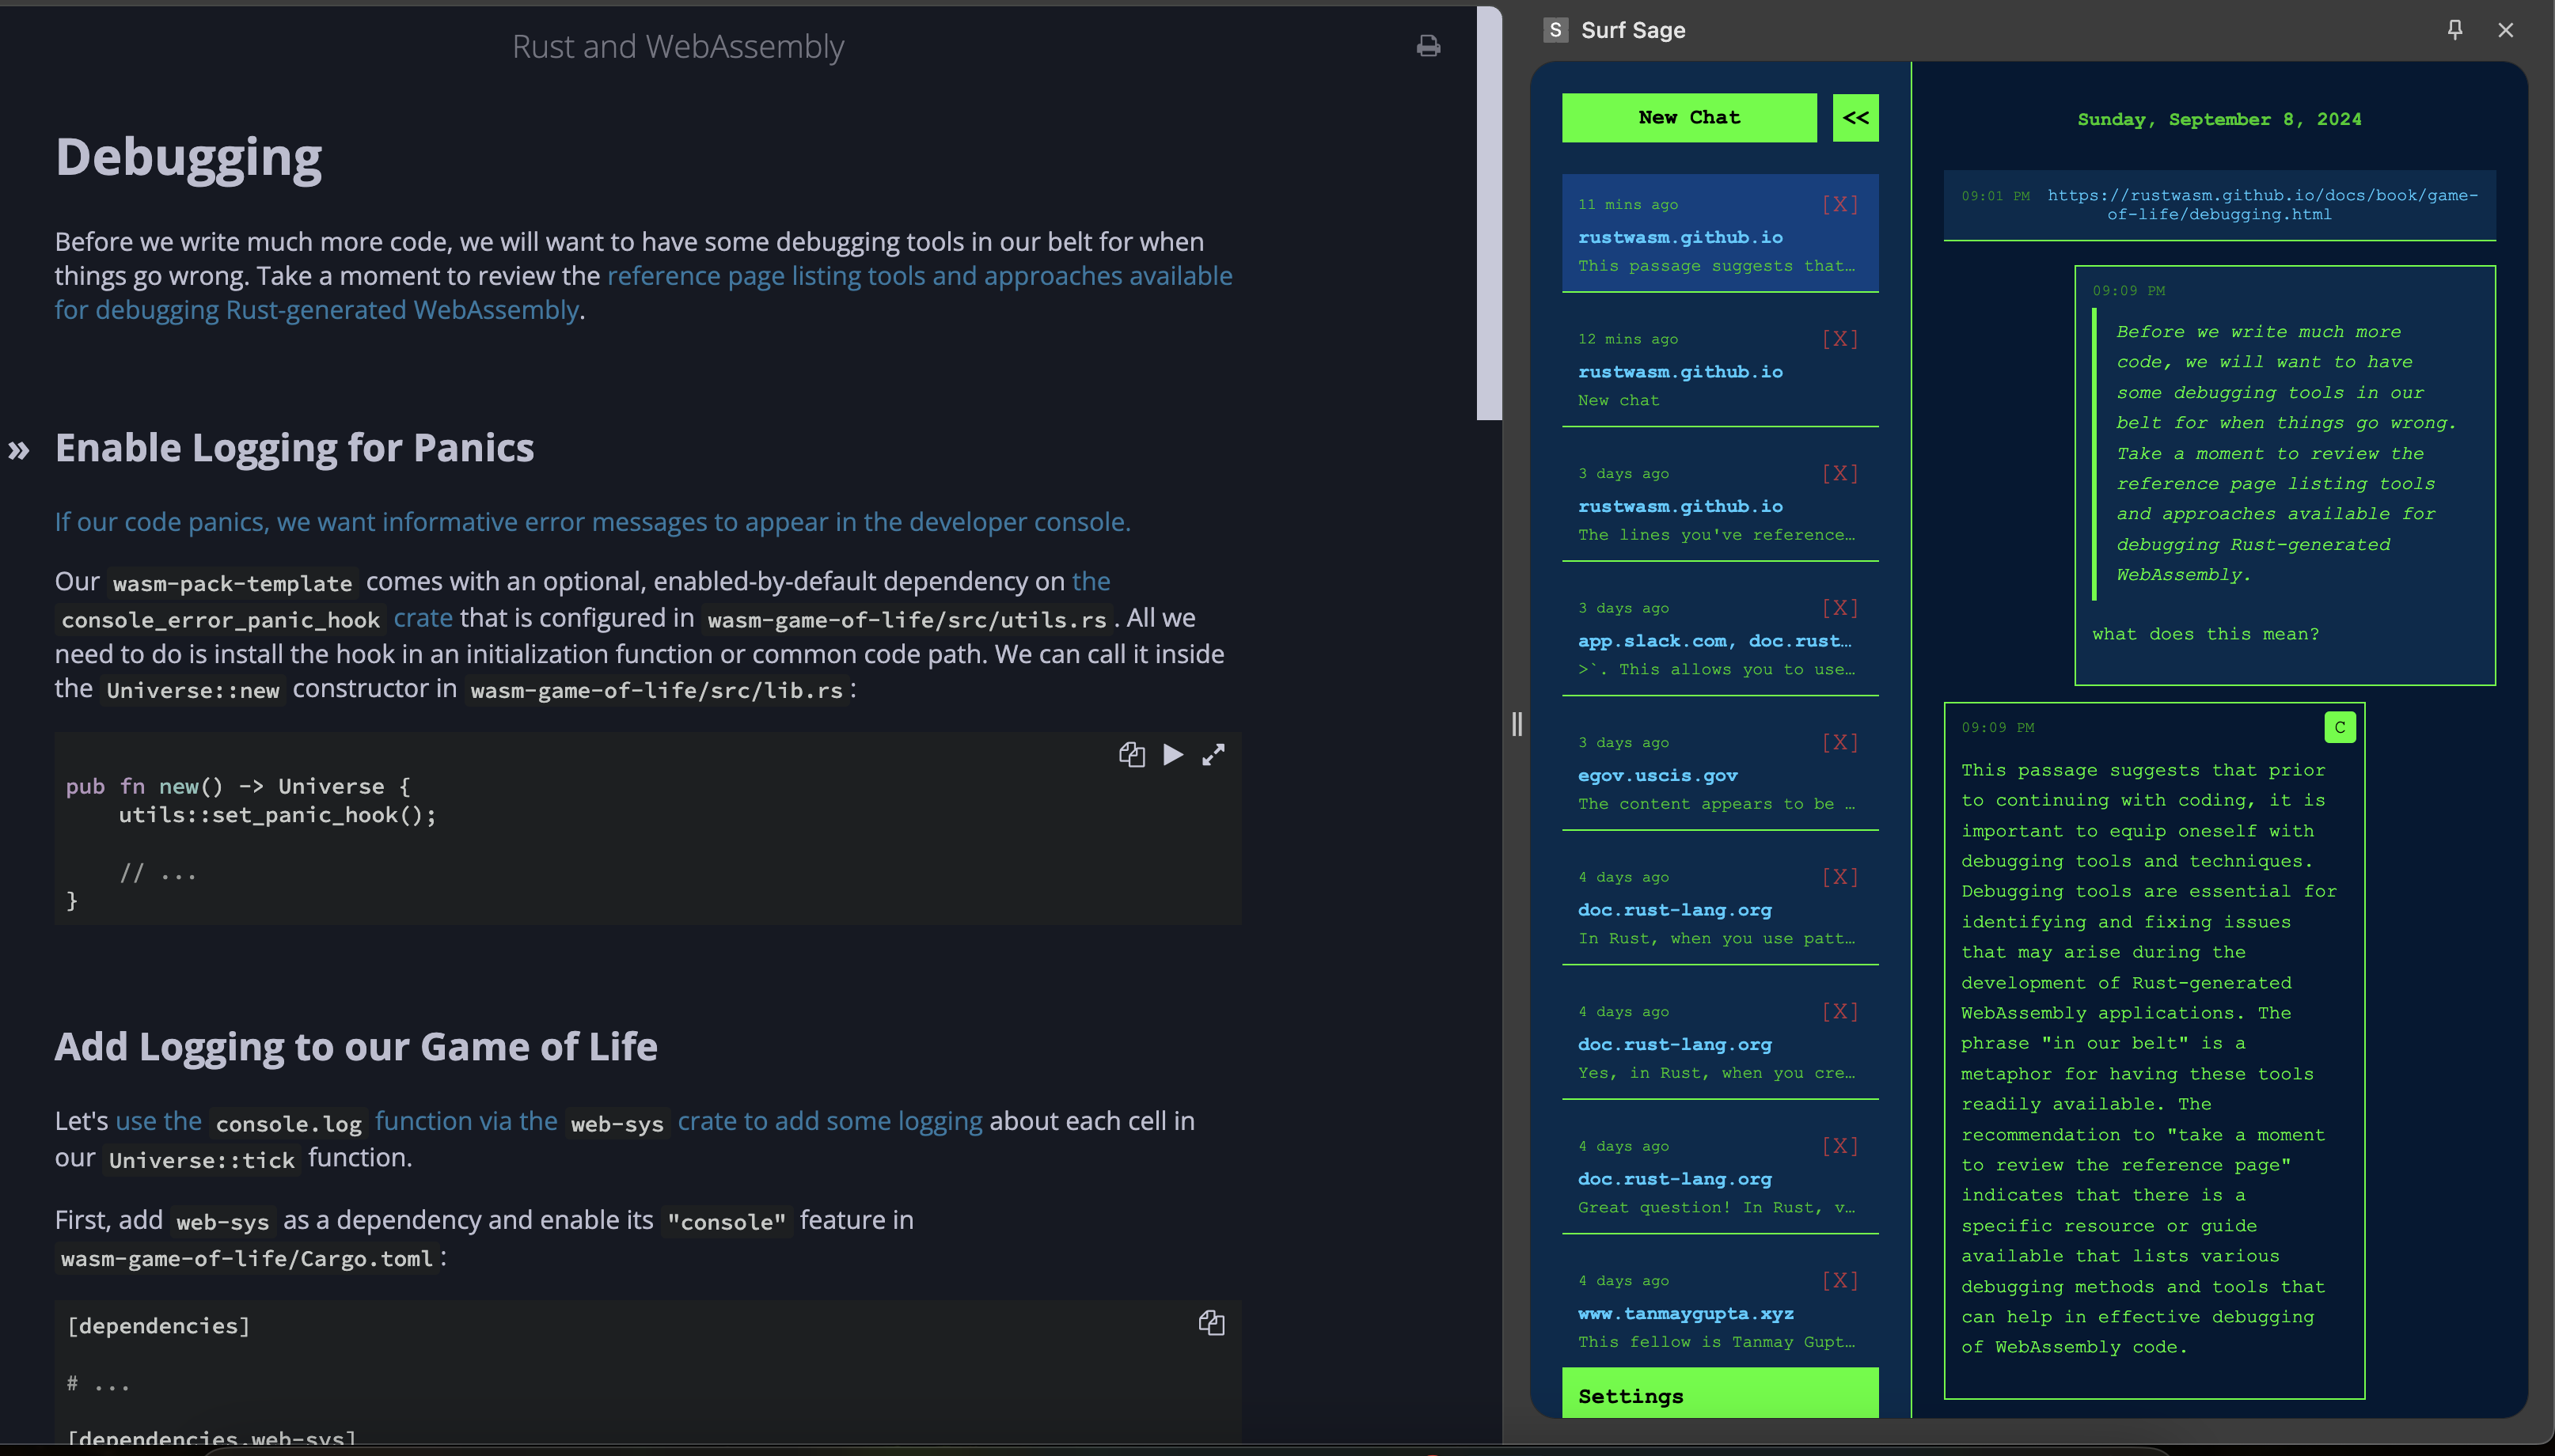 Rust and WebAssembly
Debugging
Before we write much more code, we will want to have some debugging tools in our belt for when
things go wrong. Take a moment to review the reference page listing tools and approaches available
for debugging Rust-generated WebAssembly.
» Enable Logging for Panics
If our code panics, we want informative error messages to appear in the developer console.
Our wasm-pack-template comes with an optional, enabled-by-default dependency on the
console_error_panic_hook crate that is configured in wasm-game-of-life/src/utils.rs. All we
need to do is install the hook in an initialization function or common code path. We can call it inside
the Universe::new constructor in wasm-game-of-life/src/lib.rs:
pub fn new() -> Universe {
    utils::set_panic_hook();
    // ...
}
Add Logging to our Game of Life
Let's use the console.log function via the web-sys crate to add some logging about each cell in
our Universe::tick function.
First, add web-sys as a dependency and enable its "console" feature in
wasm-game-of-life/Cargo.toml:
[dependencies]
# ...
[dependencies.web-sys]
S Surf Sage
New Chat <<
11 mins ago [X]
rustwasm.github.io
This passage suggests that…
12 mins ago [X]
rustwasm.github.io
New chat
3 days ago [X]
rustwasm.github.io
The lines you've reference…
3 days ago [X]
app.slack.com, doc.rust…
>`. This allows you to use…
3 days ago [X]
egov.uscis.gov
The content appears to be …
4 days ago [X]
doc.rust-lang.org
In Rust, when you use patt…
4 days ago [X]
doc.rust-lang.org
Yes, in Rust, when you cre…
4 days ago [X]
doc.rust-lang.org
Great question! In Rust, v…
4 days ago [X]
www.tanmaygupta.xyz
This fellow is Tanmay Gupt…
Settings
Sunday, September 8, 2024
09:01 PM https://rustwasm.github.io/docs/book/game-
of-life/debugging.html
09:09 PM
Before we write much more
code, we will want to have
some debugging tools in our
belt for when things go wrong.
Take a moment to review the
reference page listing tools
and approaches available for
debugging Rust-generated
WebAssembly.
what does this mean?
09:09 PM C
This passage suggests that prior
to continuing with coding, it is
important to equip oneself with
debugging tools and techniques.
Debugging tools are essential for
identifying and fixing issues
that may arise during the
development of Rust-generated
WebAssembly applications. The
phrase "in our belt" is a
metaphor for having these tools
readily available. The
recommendation to "take a moment
to review the reference page"
indicates that there is a
specific resource or guide
available that lists various
debugging methods and tools that
can help in effective debugging
of WebAssembly code.